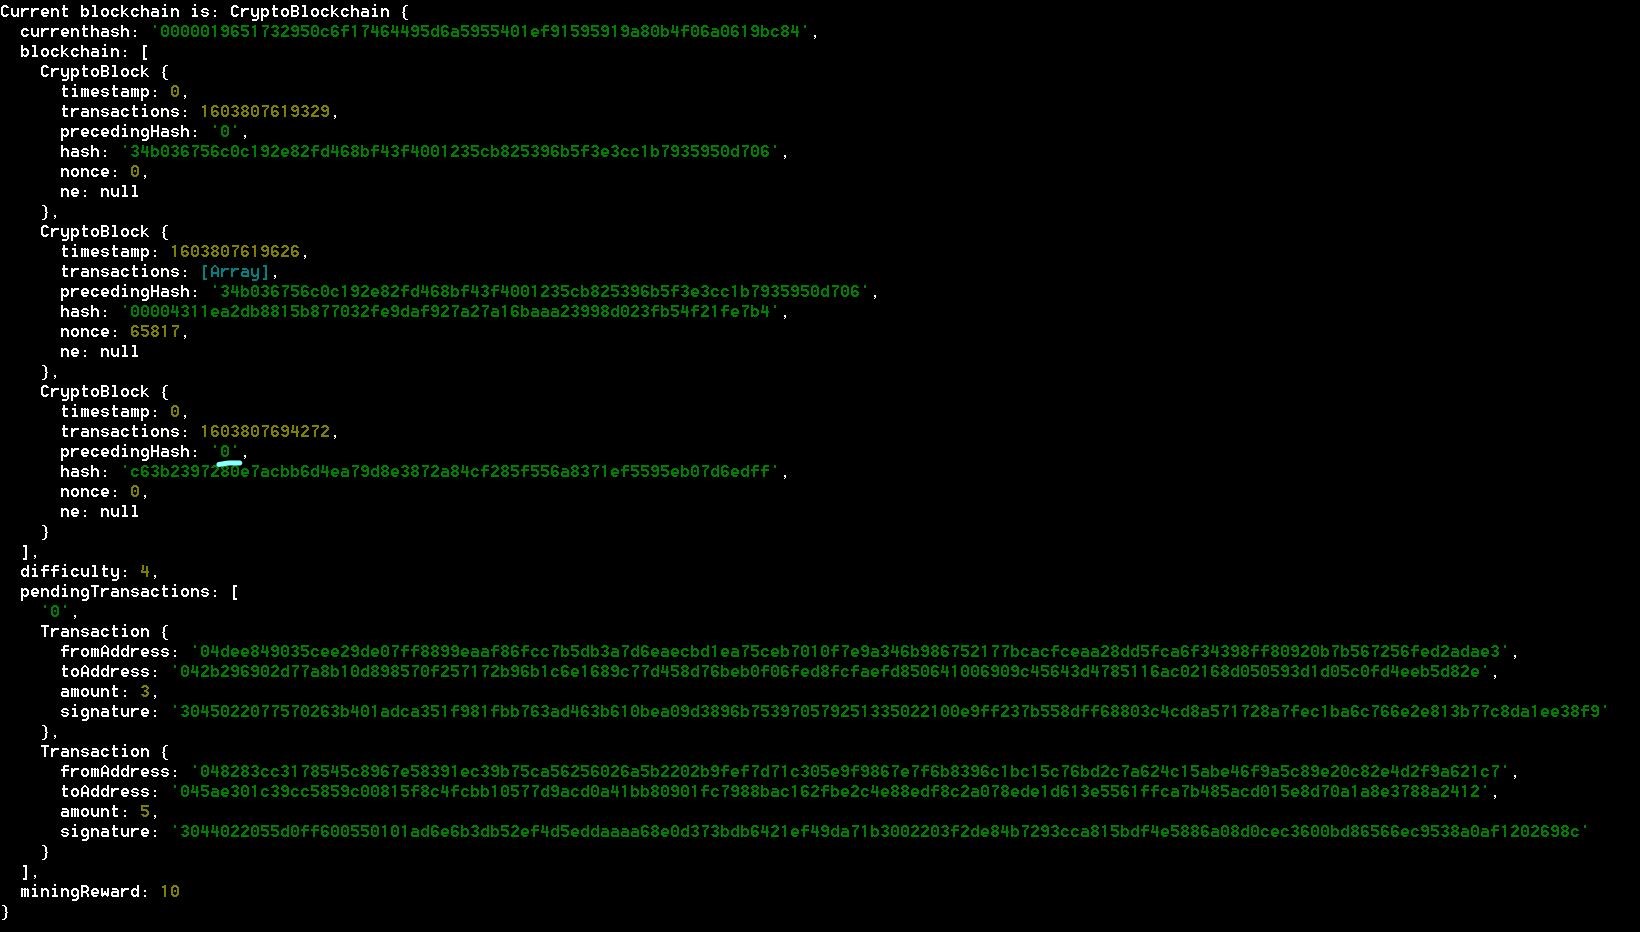 Current blockchain is: CryptoBlockchain {
  currenthash: '0000019651732950c6f17464495d6a5955401ef91595919a80b4f06a0619bc84',
  blockchain: [
    CryptoBlock {
      timestamp: 0,
      transactions: 1603807619329,
      precedingHash: '0',
      hash: '34b036756c0c192e82fd468bf43f4001235cb825396b5f3e3cc1b7935950d706',
      nonce: 0,
      ne: null
    },
    CryptoBlock {
      timestamp: 1603807619626,
      transactions: [Array],
      precedingHash: '34b036756c0c192e82fd468bf43f4001235cb825396b5f3e3cc1b7935950d706',
      hash: '00004311ea2db8815b877032fe9daf927a27a16baaa23998d023fb54f21fe7b4',
      nonce: 65817,
      ne: null
    },
    CryptoBlock {
      timestamp: 0,
      transactions: 1603807694272,
      precedingHash: '0',
      hash: 'c63b2397280e7acbb6d4ea79d8e3872a84cf285f556a8371ef5595eb07d6edff',
      nonce: 0,
      ne: null
    }
  ],
  difficulty: 4,
  pendingTransactions: [
    '0',
    Transaction {
      fromAddress: '04dee849035cee29de07ff8899eaaf86fcc7b5db3a7d6eaecbd1ea75ceb7010f7e9a346b986752177bcacfceaa28dd5fca6f34398ff80920b7b567256fed2adae3',
      toAddress: '042b296902d77a8b10d898570f257172b96b1c6e1689c77d458d76beb0f06fed8fcfaefd850641006909c45643d4785116ac02168d050593d1d05c0fd4eeb5d82e',
      amount: 3,
      signature: '3045022077570263b401adca351f981fbb763ad463b610bea09d3896b753970579251335022100e9ff237b558dff68803c4cd8a571728a7fec1ba6c766e2e813b77c8da1ee38f9'
    },
    Transaction {
      fromAddress: '048283cc3178545c8967e58391ec39b75ca56256026a5b2202b9fef7d71c305e9f9867e7f6b8396c1bc15c76bd2c7a624c15abe46f9a5c89e20c82e4d2f9a621c7',
      toAddress: '045ae301c39cc5859c00815f8c4fcbb10577d9acd0a41bb80901fc7988bac162fbe2c4e88edf8c2a078ede1d613e5561ffca7b485acd015e8d70a1a8e3788a2412',
      amount: 5,
      signature: '3044022055d0ff600550101ad6e6b3db52ef4d5eddaaaa68e0d373bdb6421ef49da71b3002203f2de84b7293cca815bdf4e5886a08d0cec3600bd86566ec9538a0af1202698c'
    }
  ],
  miningReward: 10
}